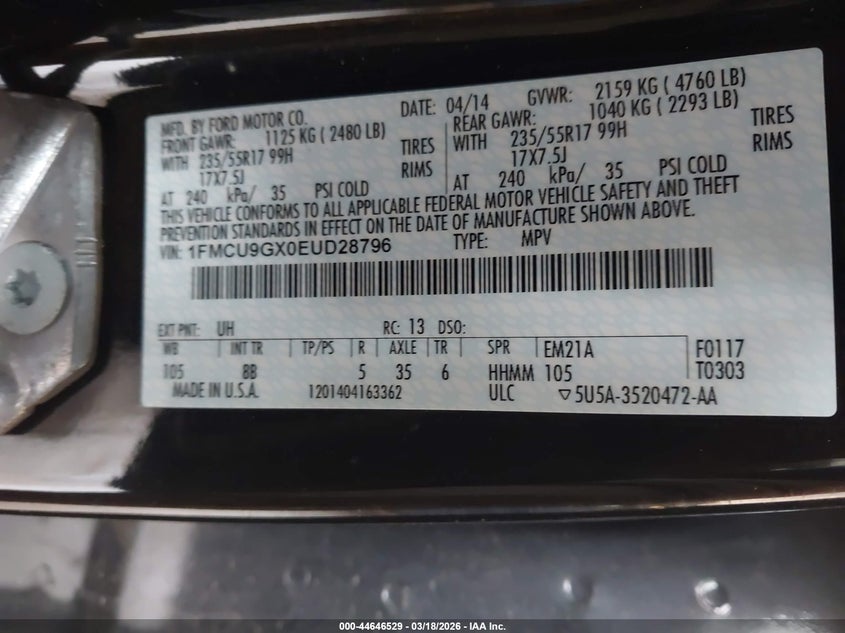 MFD. BY FORD MOTOR CO. DATE: 04/14 GVWR: 2159 KG ( 4760 LB)
FRONT GAWR: 1125 KG ( 2480 LB) REAR GAWR: 1040 KG ( 2293 LB)
WITH 235/55R17 99H TIRES WITH 235/55R17 99H TIRES
17X7.5J RIMS 17X7.5J RIMS
AT 240 kPa/ 35 PSI COLD AT 240 kPa/ 35 PSI COLD
THIS VEHICLE CONFORMS TO ALL APPLICABLE FEDERAL MOTOR VEHICLE SAFETY AND THEFT
PREVENTION STANDARDS IN EFFECT ON THE DATE OF MANUFACTURE SHOWN ABOVE.
VIN: 1FMCU9GX0EUD28796 TYPE: MPV
EXT PNT: UH RC: 13 DSO:
WB INT TR TP/PS R AXLE TR SPR EM21A F0117
105 8B 5 35 6 HHMM 105 T0303
MADE IN U.S.A. 1201404163362 ULC ▽5U5A-3520472-AA
000-44646529 — 03/18/2026 — IAA Inc.